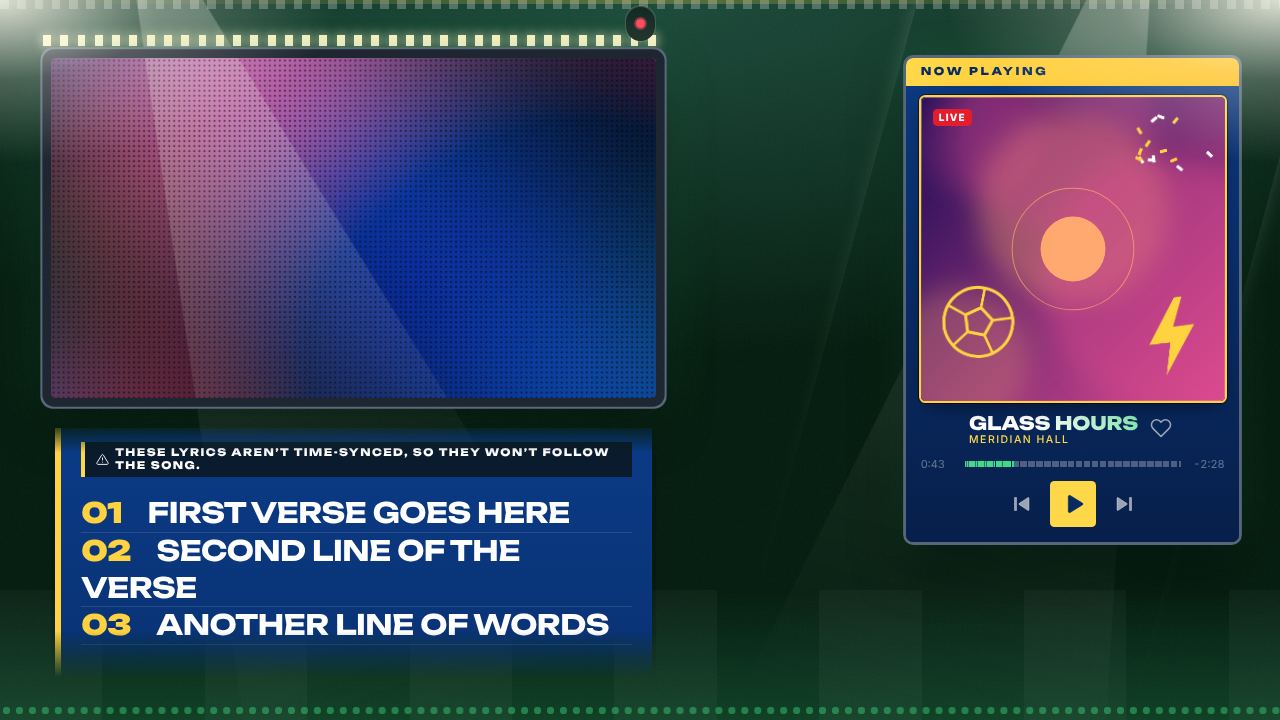 NOW PLAYING
LIVE
GLASS HOURS
MERIDIAN HALL
0:43
-2:28
THESE LYRICS AREN’T TIME-SYNCED, SO THEY WON’T FOLLOW
THE SONG.
01 FIRST VERSE GOES HERE
02 SECOND LINE OF THE
VERSE
03 ANOTHER LINE OF WORDS